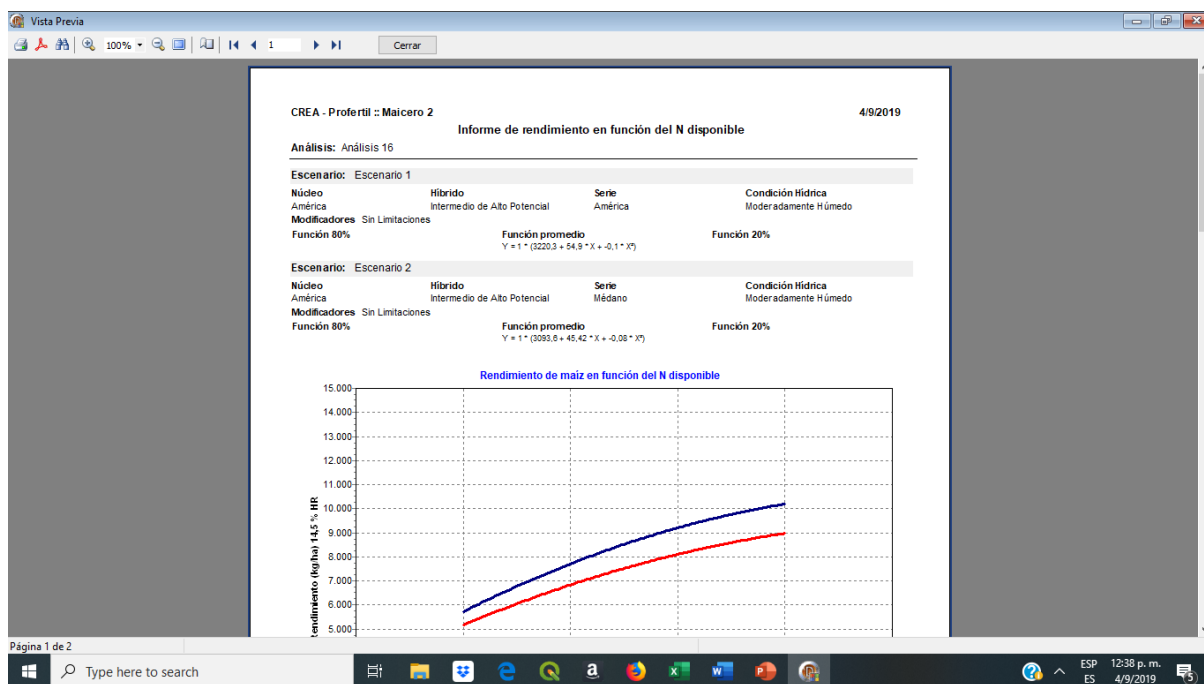 Vista Previa
100%
1
Cerrar
CREA - Profertil :: Maicero 2 4/9/2019
Informe de rendimiento en función del N disponible
Análisis: Análisis 16
Escenario: Escenario 1
Núcleo Híbrido Serie Condición Hídrica
América Intermedio de Alto Potencial América Moderadamente Húmedo
Modificadores Sin Limitaciones
Función 80% Función promedio Función 20%
Y = 1 * (3220,3 + 54,9 * X + -0,1 * X²)
Escenario: Escenario 2
Núcleo Híbrido Serie Condición Hídrica
América Intermedio de Alto Potencial Médano Moderadamente Húmedo
Modificadores Sin Limitaciones
Función 80% Función promedio Función 20%
Y = 1 * (3093,6 + 45,42 * X + -0,08 * X²)
Rendimiento de maíz en función del N disponible
15.000
14.000
13.000
12.000
11.000
10.000
9.000
8.000
7.000
6.000
5.000
(kg/ha) 14,5 % HR
Página 1 de 2
Type here to search
ESP 12:38 p. m.
ES 4/9/2019